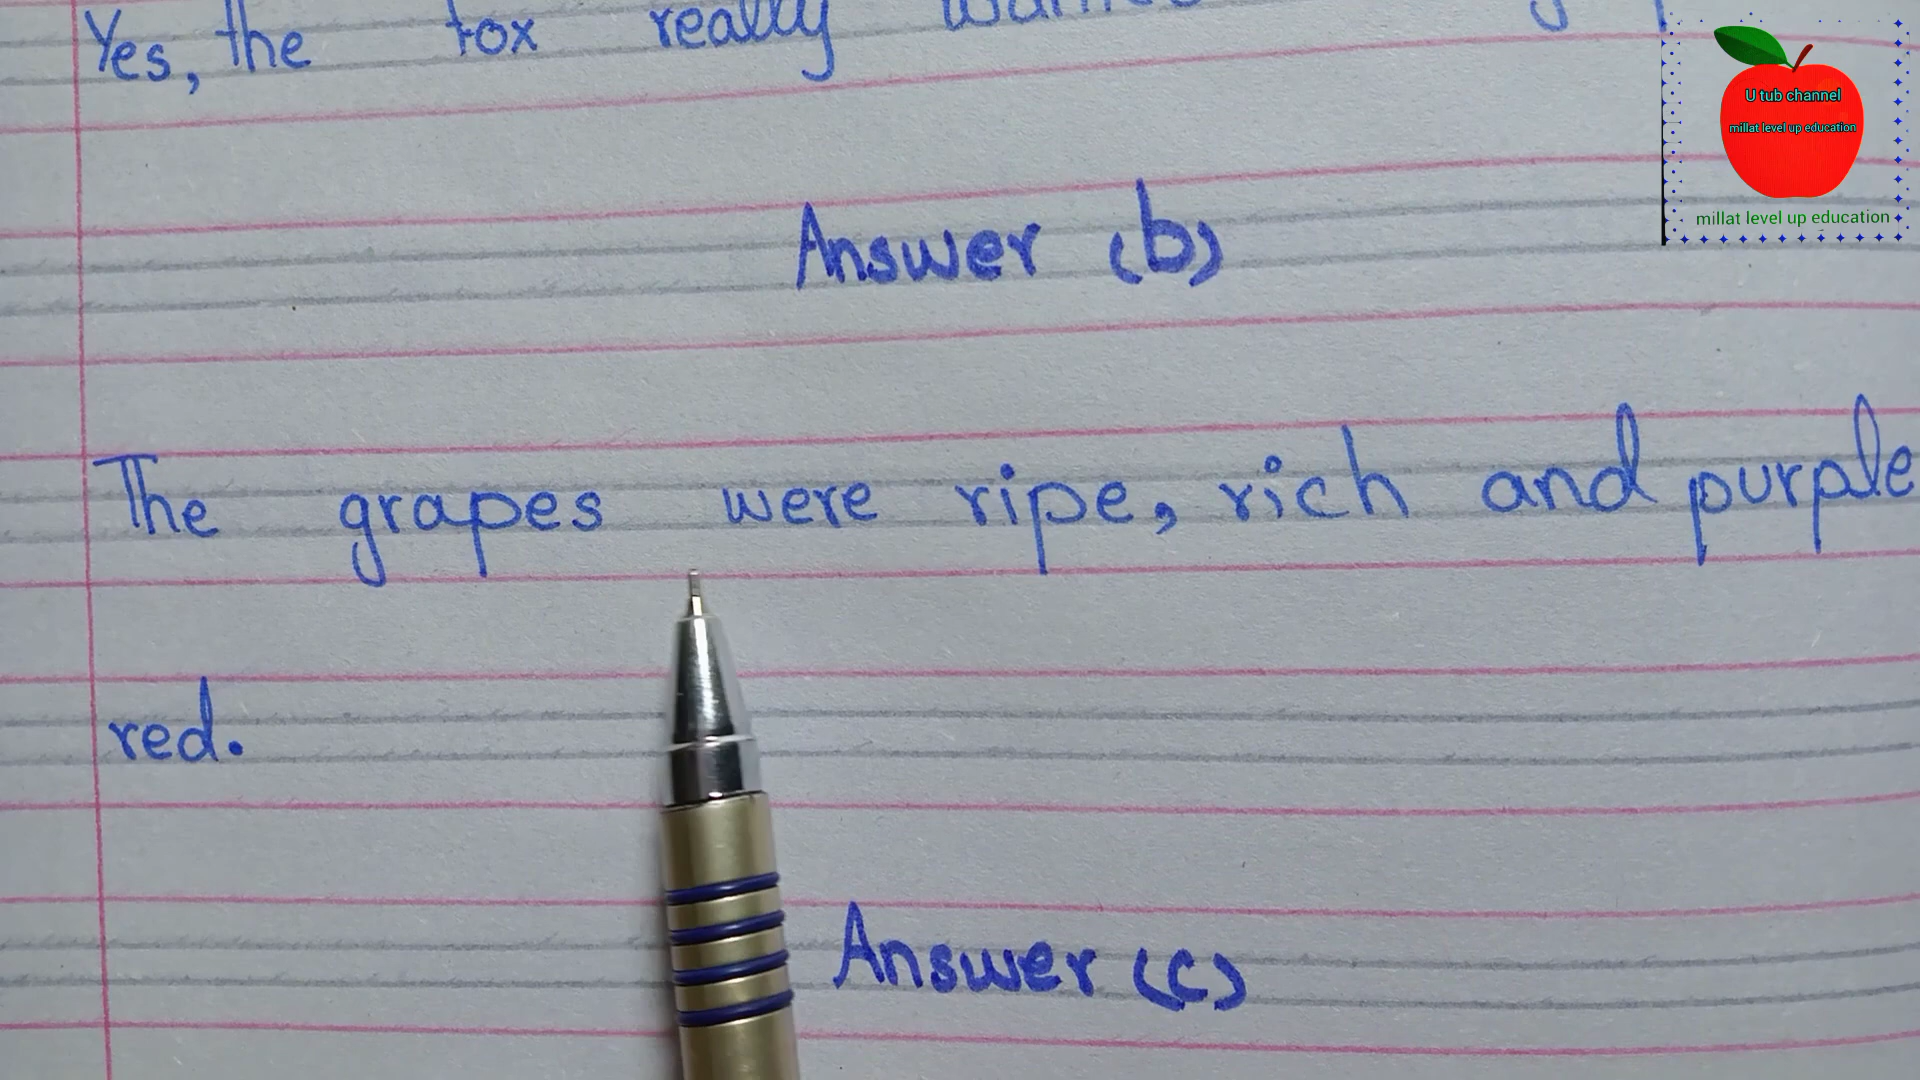 Yes, the fox really
U tub channel
millat level up education
millat level up education
Answer (b)
The grapes were ripe, rich and purple
red.
Answer (c)